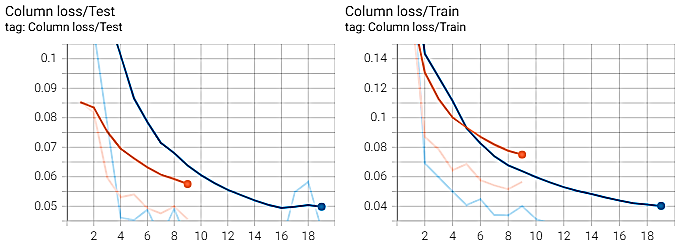 Column loss/Test
tag: Column loss/Test
0.1
0.09
0.08
0.07
0.06
0.05
2 4 6 8 10 12 14 16 18
Column loss/Train
tag: Column loss/Train
0.14
0.12
0.1
0.08
0.06
0.04
2 4 6 8 10 12 14 16 18